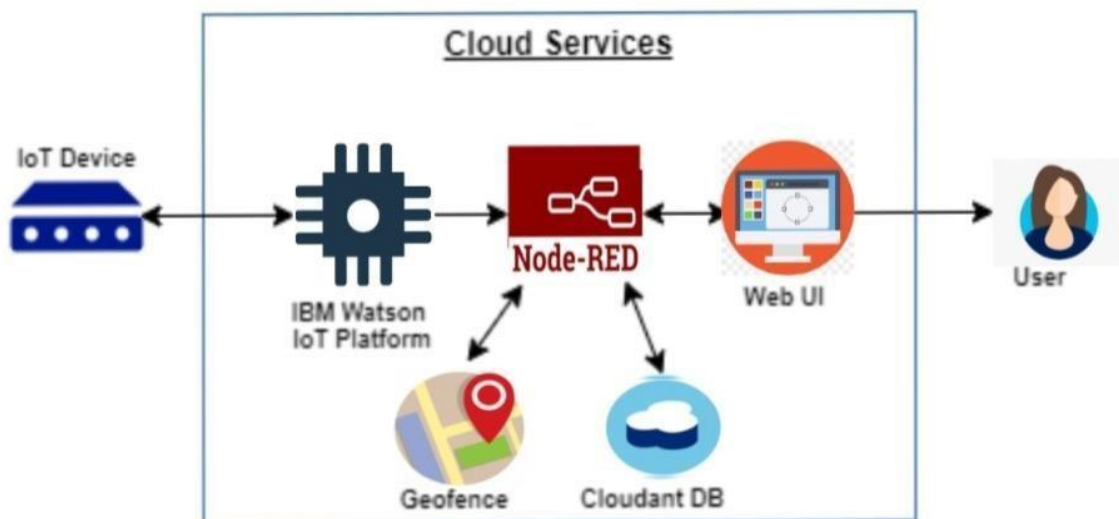 Cloud Services
IoT Device
Node-RED
IBM Watson
IoT Platform
Web UI
User
Geofence
Cloudant DB